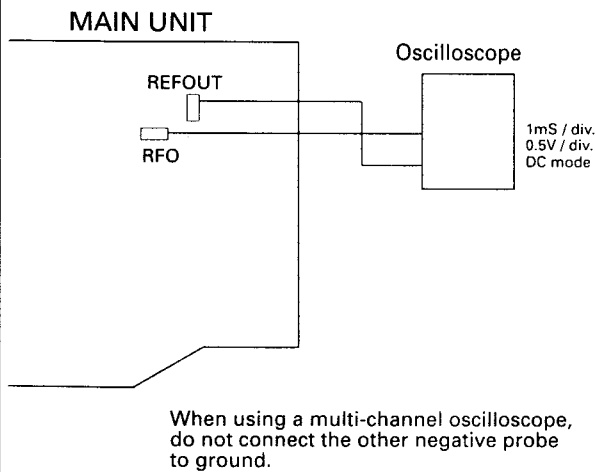 MAIN UNIT
Oscilloscope
REFOUT
RFO
1mS / div.
0.5V / div.
DC mode
When using a multi-channel oscilloscope,
do not connect the other negative probe
to ground.